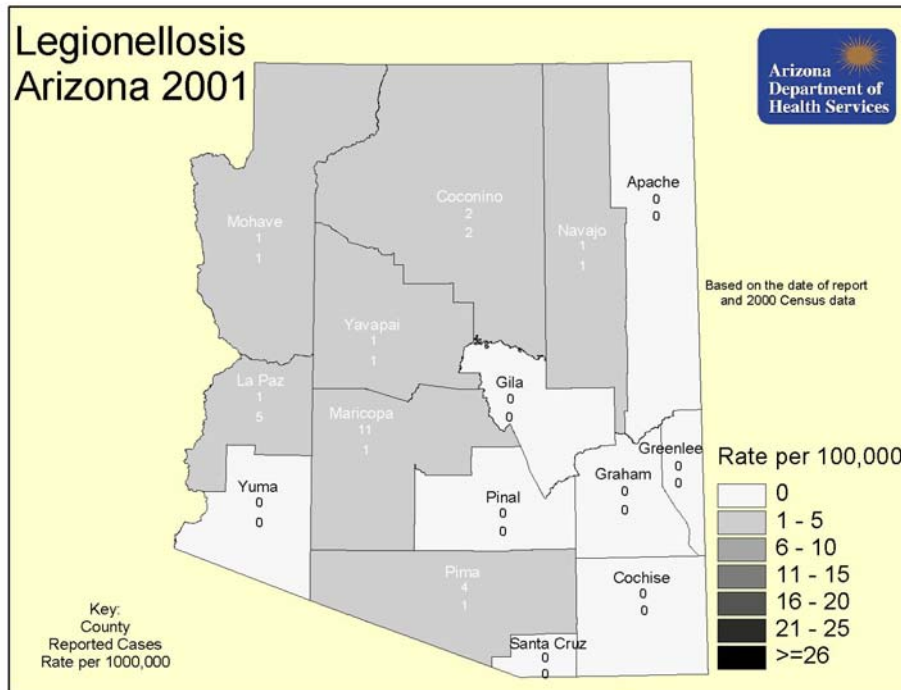 Legionellosis
Arizona 2001
Arizona
Department of
Health Services
Apache
0
0
Coconino
2
2
Mohave
1
1
Navajo
1
1
Based on the date of report
and 2000 Census data
Yavapai
1
1
La Paz
1
5
Gila
0
0
Maricopa
11
1
Greenlee
0
0
Graham
0
0
Yuma
0
0
Pinal
0
0
Pima
4
1
Cochise
0
0
Santa Cruz
0
0
Key:
County
Reported Cases
Rate per 1000,000
Rate per 100,000
0
1 - 5
6 - 10
11 - 15
16 - 20
21 - 25
>=26